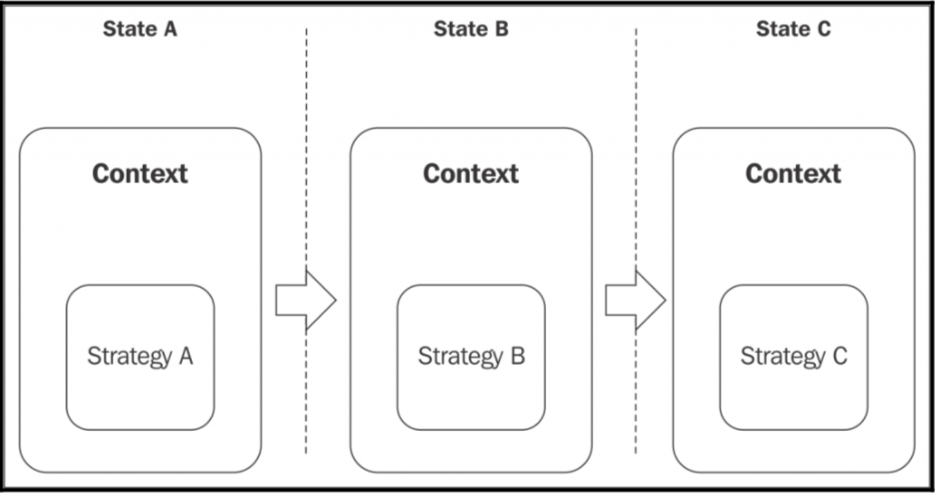 State A
State B
State C
Context
Context
Context
Strategy A
Strategy B
Strategy C